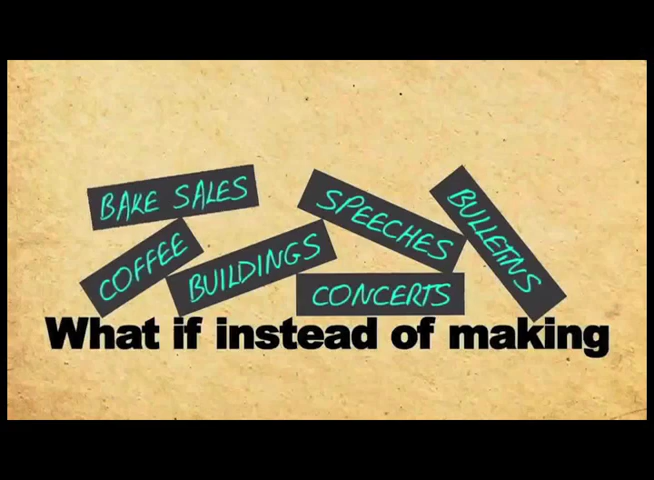 BAKE SALES
SPEECHES
BULLETINS
COFFEE
BUILDINGS
CONCERTS
What if instead of making